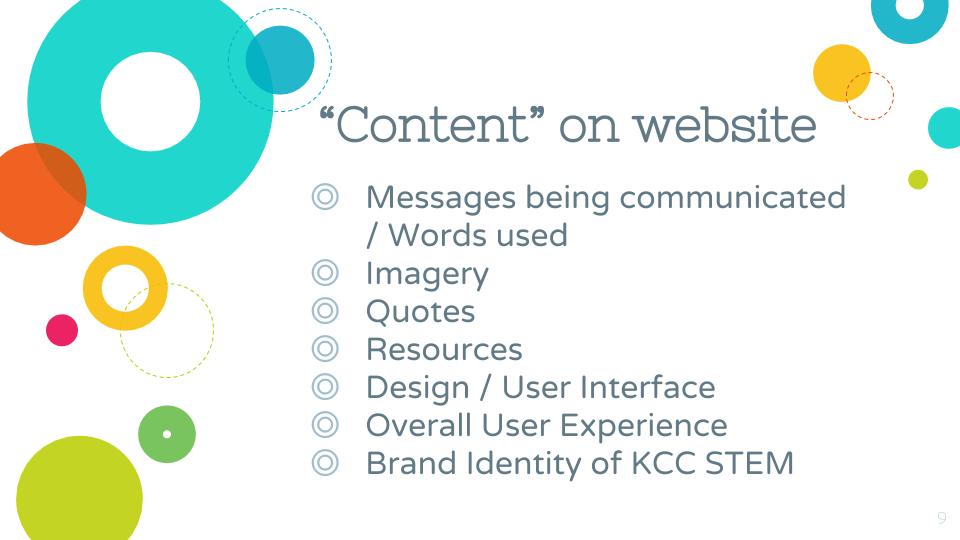 “Content” on website
◎ Messages being communicated
/ Words used
◎ Imagery
◎ Quotes
◎ Resources
◎ Design / User Interface
◎ Overall User Experience
◎ Brand Identity of KCC STEM
9